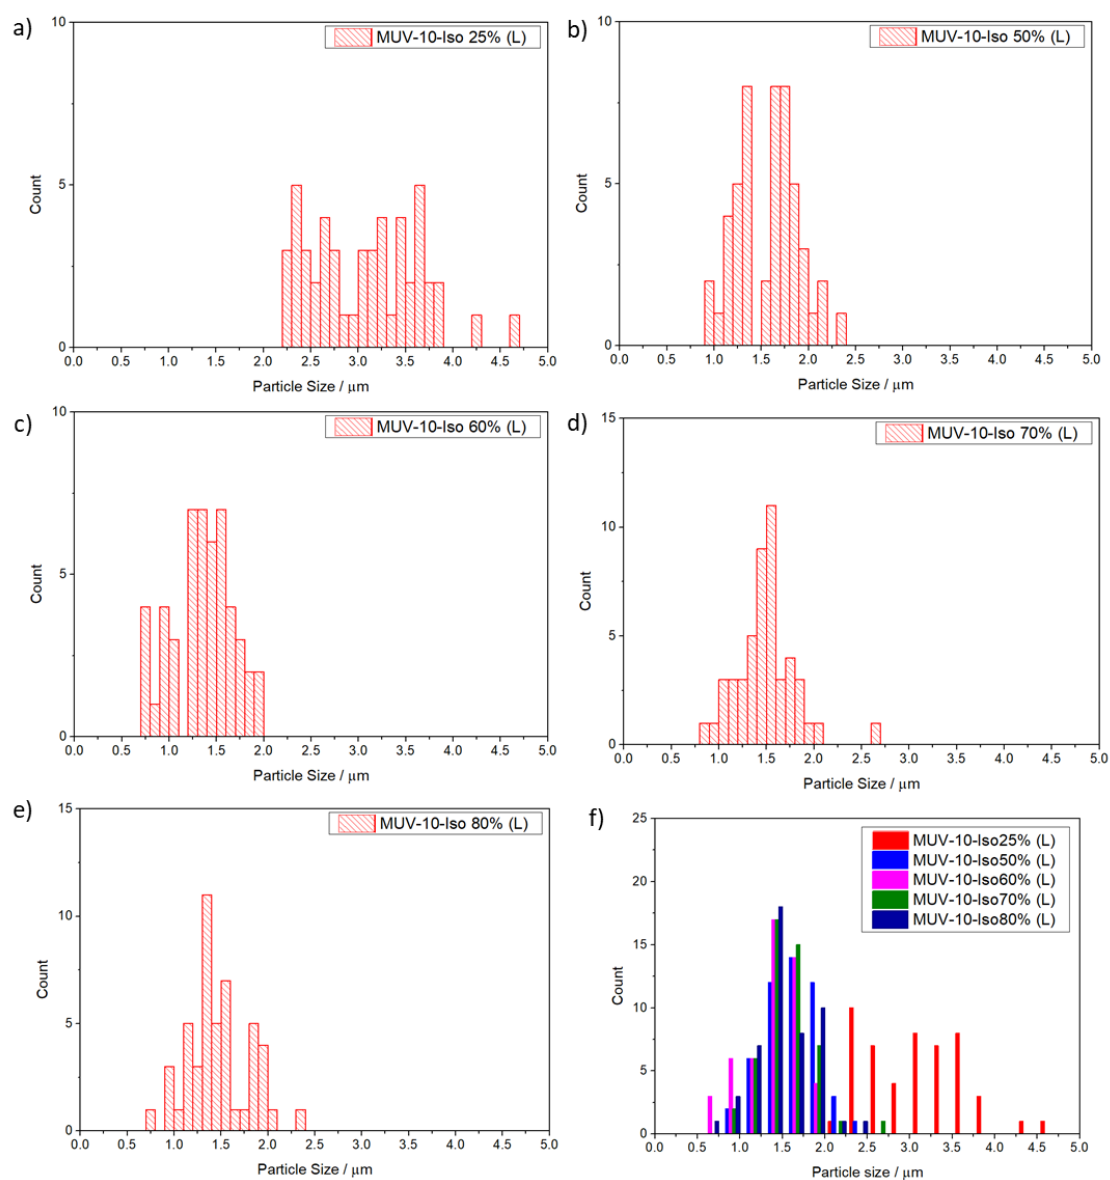 a)
MUV-10-Iso 25% (L)
10
5
0
Count
0.0 0.5 1.0 1.5 2.0 2.5 3.0 3.5 4.0 4.5 5.0
Particle Size / μm
b)
MUV-10-Iso 50% (L)
10
5
0
Count
0.0 0.5 1.0 1.5 2.0 2.5 3.0 3.5 4.0 4.5 5.0
Particle Size / μm
c)
MUV-10-Iso 60% (L)
10
5
0
Count
0.0 0.5 1.0 1.5 2.0 2.5 3.0 3.5 4.0 4.5 5.0
Particle Size / μm
d)
MUV-10-Iso 70% (L)
15
10
5
0
Count
0.0 0.5 1.0 1.5 2.0 2.5 3.0 3.5 4.0 4.5 5.0
Particle Size / μm
e)
MUV-10-Iso 80% (L)
15
10
5
0
Count
0.0 0.5 1.0 1.5 2.0 2.5 3.0 3.5 4.0 4.5 5.0
Particle Size / μm
f)
MUV-10-Iso25% (L)
MUV-10-Iso50% (L)
MUV-10-Iso60% (L)
MUV-10-Iso70% (L)
MUV-10-Iso80% (L)
25
20
15
10
5
0
Count
0.0 0.5 1.0 1.5 2.0 2.5 3.0 3.5 4.0 4.5 5.0
Particle size / μm